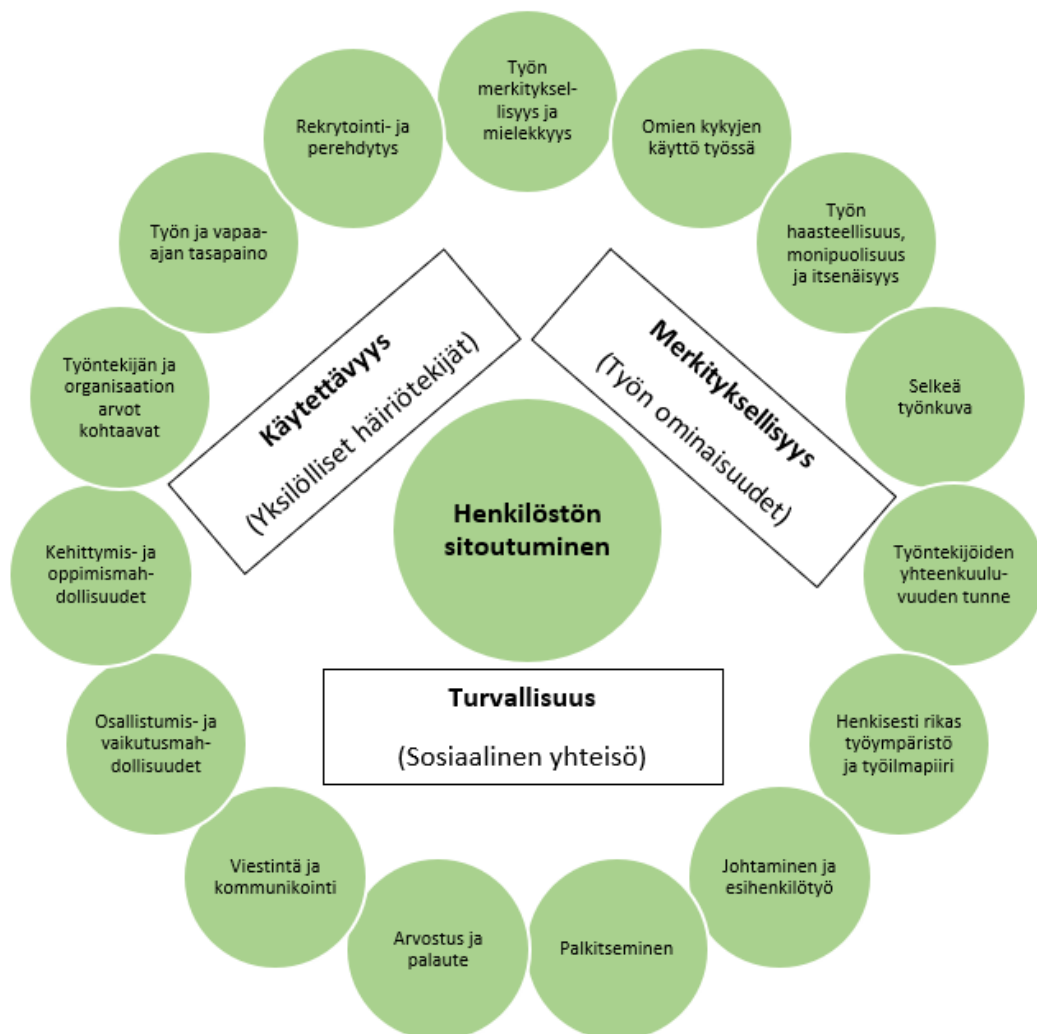 Työn
merkityksel-
lisyys ja
mielekkyys
Omien kykyjen
käyttö työssä
Työn
haasteellisuus,
monipuolisuus
ja itsenäisyys
Selkeä
työnkuva
Työntekijöiden
yhteenkuulu-
vuuden tunne
Henkisesti rikas
työympäristö
ja työilmapiiri
Johtaminen ja
esihenkilötyö
Palkitseminen
Arvostus ja
palaute
Viestintä ja
kommunikointi
Osallistumis- ja
vaikutusmah-
dollisuudet
Kehittymis- ja
oppimismah-
dollisuudet
Työntekijän ja
organisaation
arvot
kohtaavat
Työn ja vapaa-
ajan tasapaino
Rekrytointi- ja
perehdytys
Käytettävyys
(Yksilölliset häiriötekijät)
Merkityksellisyys
(Työn ominaisuudet)
Henkilöstön
sitoutuminen
Turvallisuus
(Sosiaalinen yhteisö)